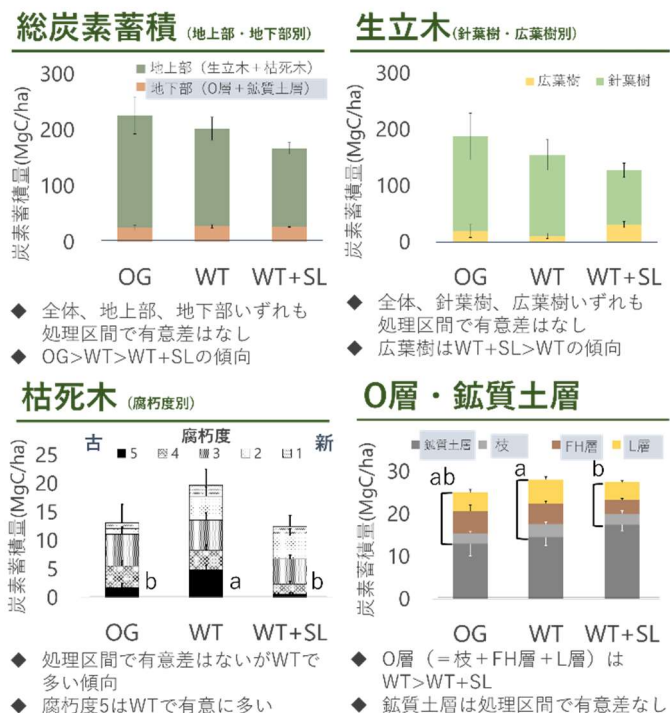 総炭素蓄積 (地上部・地下部別)
炭素蓄積量(MgC/ha)
300
200
100
0
地上部（生立木＋枯死木）
地下部（O層＋鉱質土層）
OG WT WT+SL
◆ 全体、地上部、地下部いずれも
処理区間で有意差はなし
◆ OG>WT>WT+SLの傾向
生立木(針葉樹・広葉樹別)
炭素蓄積量(MgC/ha)
300
200
100
0
広葉樹 針葉樹
OG WT WT+SL
◆ 全体、針葉樹、広葉樹いずれも
処理区間で有意差はなし
◆ 広葉樹はWT+SL>WTの傾向
枯死木 (腐朽度別)
炭素蓄積量(MgC/ha)
古 腐朽度 新
5 4 3 2 1
25
20
15
10
5
0
b a b
OG WT WT+SL
◆ 処理区間で有意差はないがWTで
多い傾向
◆ 腐朽度5はWTで有意に多い
O層・鉱質土層
炭素蓄積量(MgC/ha)
鉱質土層 枝 FH層 L層
30
20
10
0
ab a b
OG WT WT+SL
◆ O層（＝枝＋FH層＋L層）は
WT>WT+SL
◆ 鉱質土層は処理区間で有意差なし